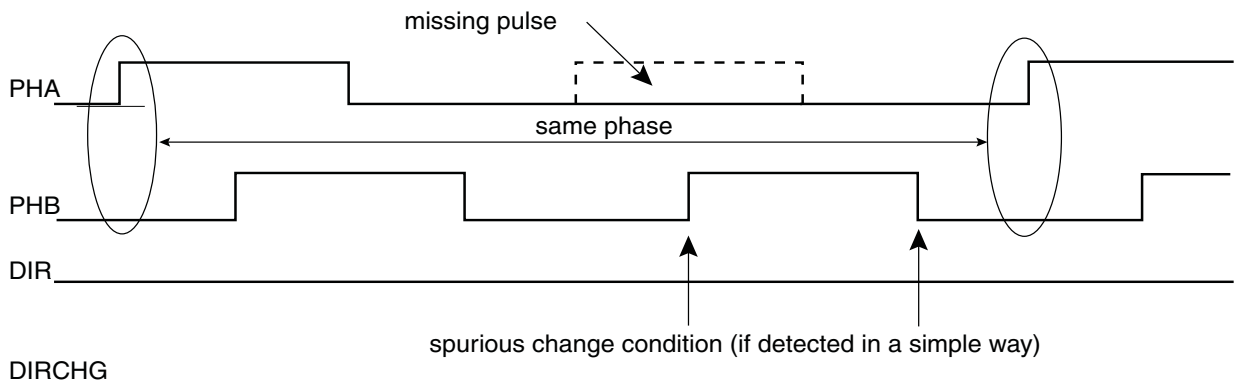 missing pulse
PHA
same phase
PHB
DIR
spurious change condition (if detected in a simple way)
DIRCHG